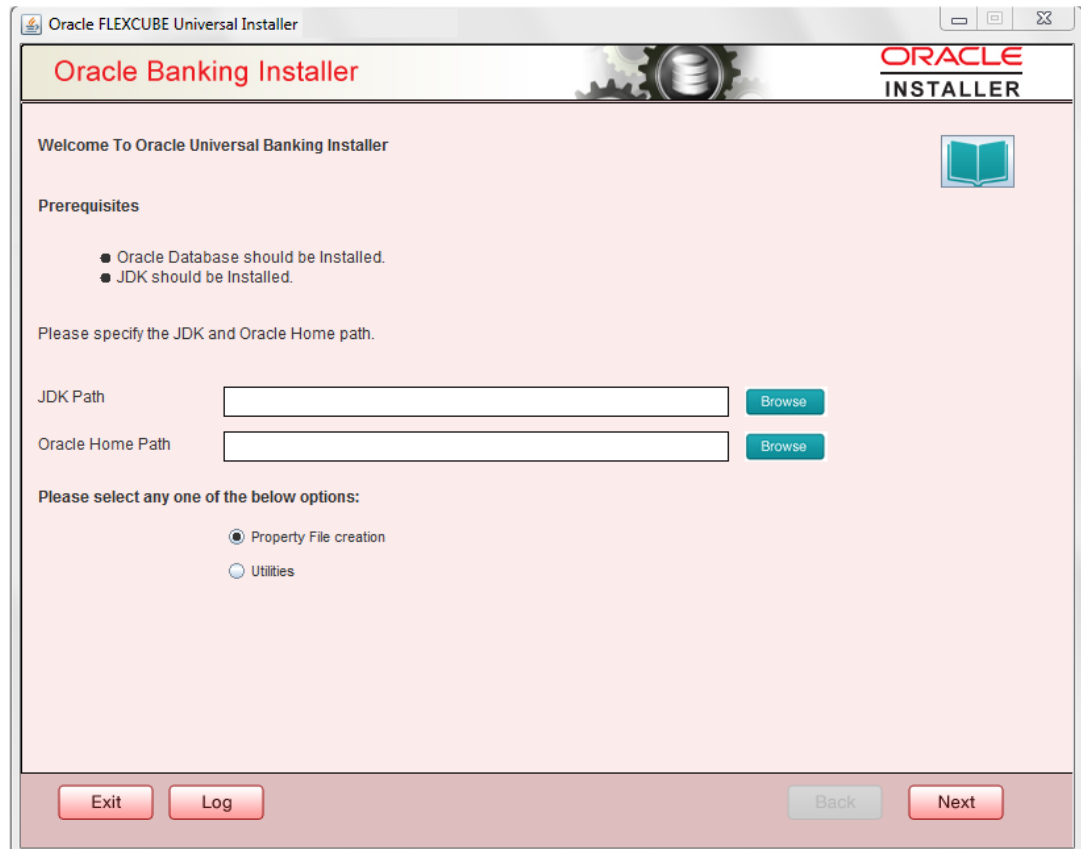 Oracle FLEXCUBE Universal Installer
Oracle Banking Installer
ORACLE
INSTALLER
Welcome To Oracle Universal Banking Installer
Prerequisites
Oracle Database should be Installed.
JDK should be Installed.
Please specify the JDK and Oracle Home path.
JDK Path
Browse
Oracle Home Path
Browse
Please select any one of the below options:
Property File creation
Utilities
Exit
Log
Back
Next